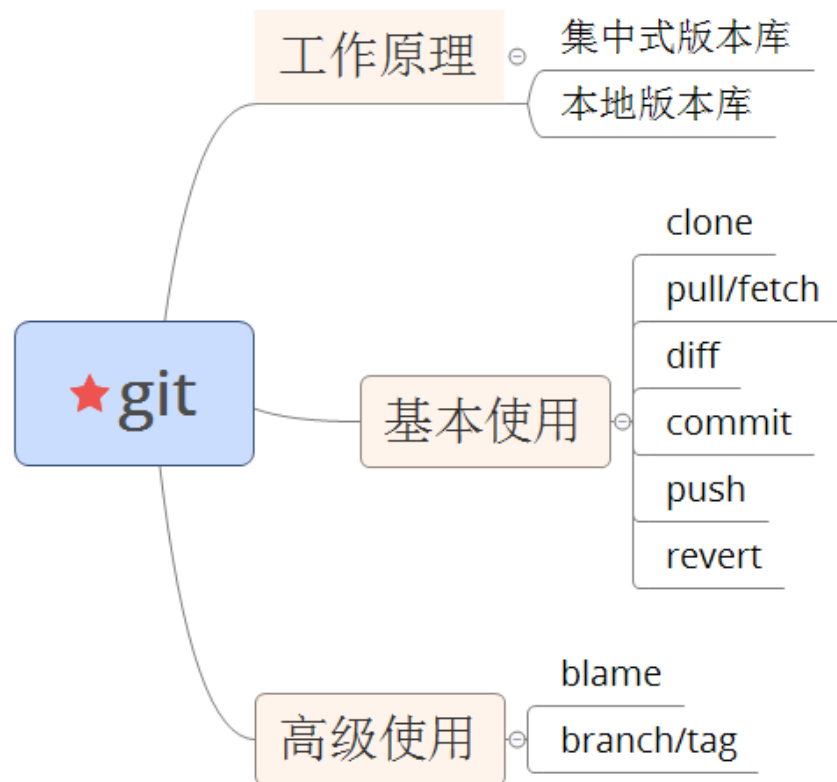 git
工作原理
集中式版本库
本地版本库
基本使用
clone
pull/fetch
diff
commit
push
revert
高级使用
blame
branch/tag